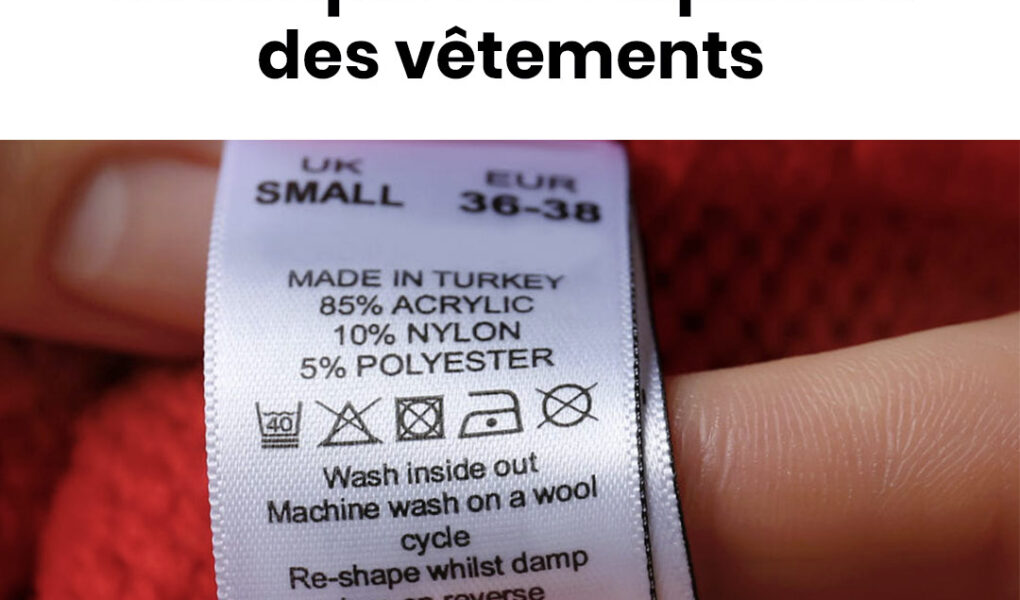 des vêtements
UK EUR
SMALL 36-38
MADE IN TURKEY
85% ACRYLIC
10% NYLON
5% POLYESTER
40
Wash inside out
Machine wash on a wool
cycle
Re-shape whilst damp
reverse